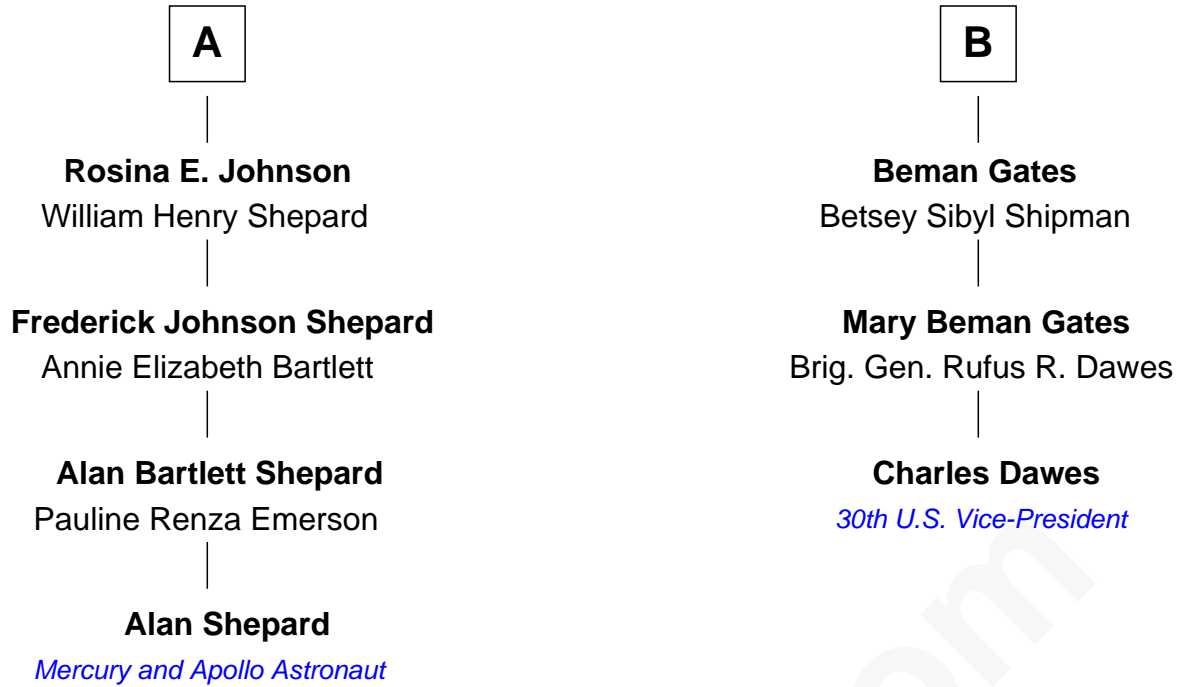 A
Rosina E. Johnson
William Henry Shepard
Frederick Johnson Shepard
Annie Elizabeth Bartlett
Alan Bartlett Shepard
Pauline Renza Emerson
Alan Shepard
Mercury and Apollo Astronaut
B
Beman Gates
Betsey Sibyl Shipman
Mary Beman Gates
Brig. Gen. Rufus R. Dawes
Charles Dawes
30th U.S. Vice-President
om